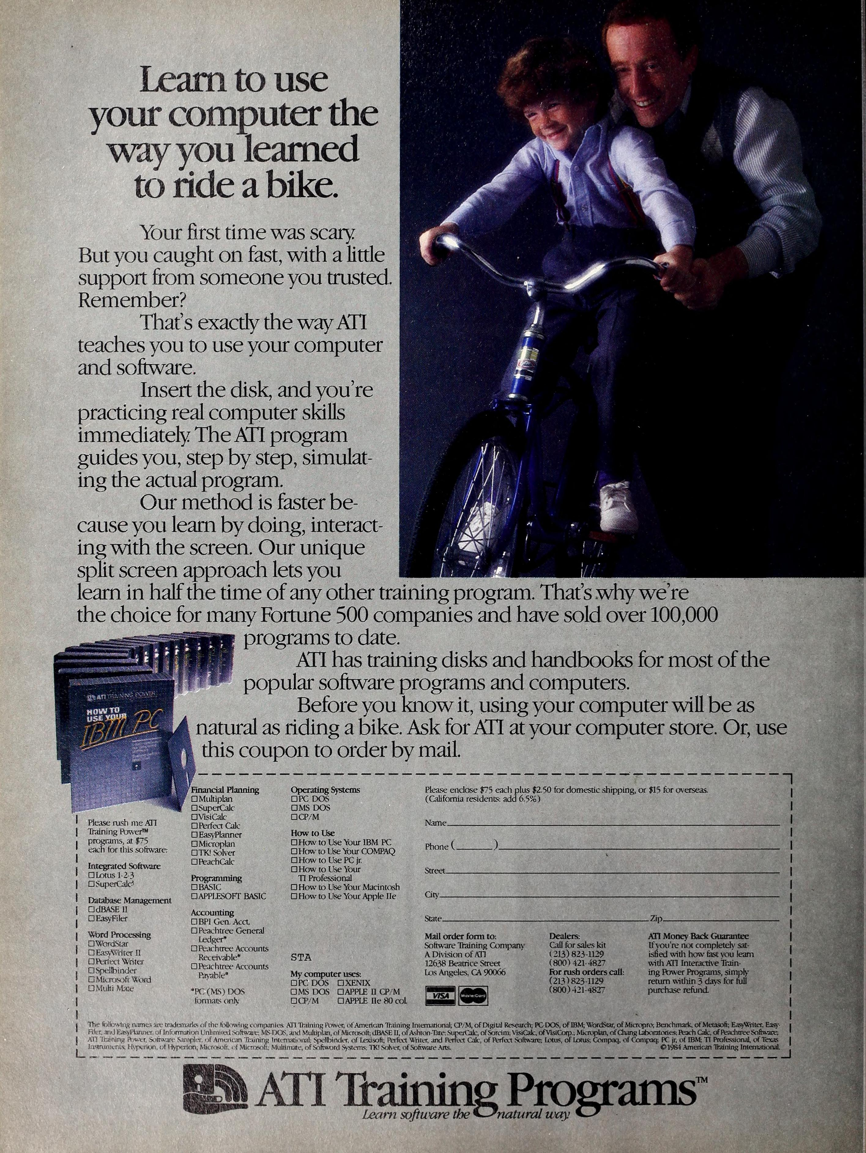 Learn to use
your computer the
way you learned
to ride a bike.
Your first time was scary.
But you caught on fast, with a little
support from someone you trusted.
Remember?
That's exactly the way ATI
teaches you to use your computer
and software.
Insert the disk, and you're
practicing real computer skills
immediately. The ATI program
guides you, step by step, simulat-
ing the actual program.
Our method is faster be-
cause you learn by doing, interact-
ing with the screen. Our unique
split screen approach lets you
learn in half the time of any other training program. That's why we're
the choice for many Fortune 500 companies and have sold over 100,000
programs to date.
ATI has training disks and handbooks for most of the
popular software programs and computers.
Before you know it, using your computer will be as
natural as riding a bike. Ask for ATI at your computer store. Or, use
this coupon to order by mail.
ATI TRAINING POWER
HOW TO
USE YOUR
IBM PC
Please rush me ATI
Training Power™
programs, at $75
each for this software:
Integrated Software
☐ Lotus 1-2-3
☐ SuperCalc³
Database Management
☐ dBASE II
☐ EasyFiler
Word Processing
☐ WordStar
☐ EasyWriter II
☐ Perfect Writer
☐ Spellbinder
☐ Microsoft Word
☐ Multi Mate
Financial Planning
☐ Multiplan
☐ SuperCalc
☐ VisiCalc
☐ Perfect Calc
☐ EasyPlanner
☐ Microplan
☐ TK! Solver
☐ PeachCalc
Programming
☐ BASIC
☐ APPLESOFT BASIC
Accounting
☐ BPI Gen. Acct.
☐ Peachtree General
Ledger*
☐ Peachtree Accounts
Receivable*
☐ Peachtree Accounts
Payable*
*PC (MS) DOS
formats only
Operating Systems
☐ PC DOS
☐ MS DOS
☐ CP/M
How to Use
☐ How to Use Your IBM PC
☐ How to Use Your COMPAQ
☐ How to Use PC jr.
☐ How to Use Your
TI Professional
☐ How to Use Your Macintosh
☐ How to Use Your Apple IIe
STA
My computer uses:
☐ PC DOS ☐ XENIX
☐ MS DOS ☐ APPLE II CP/M
☐ CP/M ☐ APPLE IIe 80 col.
Please enclose $75 each plus $2.50 for domestic shipping, or $15 for overseas.
(California residents: add 6.5%)
Name
Phone ( )
Street
City
State Zip
Mail order form to:
Software Training Company
A Division of ATI
12638 Beatrice Street
Los Angeles, CA 90066
VISA MasterCard
Dealers:
Call for sales kit
(213) 823-1129
(800) 421-4827
For rush orders call:
(213) 823-1129
(800) 421-4827
ATI Money Back Guarantee
If you're not completely sat-
isfied with how fast you learn
with ATI Interactive Train-
ing Power Programs, simply
return within 3 days for full
purchase refund.
The following names are trademarks of the following companies: ATI Training Power, of American Training International; CP/M, of Digital Research; PC-DOS, of IBM; WordStar, of Micropro; Benchmark, of Metasoft; EasyWriter, Easy
Filer, and EasyPlanner, of Information Unlimited Software; MS-DOS, and Multiplan, of Microsoft; dBASE II, of Ashton-Tate; SuperCalc, of Sorcim; VisiCalc, of VisiCorp.; Microplan, of Chang Laboratories; Peach Calc, of Peachtree Software;
ATI Training Power, Software Sampler, of American Training International; Spellbinder, of Lexisoft; Perfect Writer, and Perfect Calc, of Perfect Software; Lotus, of Lotus; Compaq, of Compaq; PC jr, of IBM; TI Professional, of Texas
Instruments; Hyperion, of Hyperion; Microsoft, of Microsoft; Multimate, of Softword Systems; TK! Solver, of Software Arts.
©1984 American Training International
ATI Training Programs™
Learn software the natural way